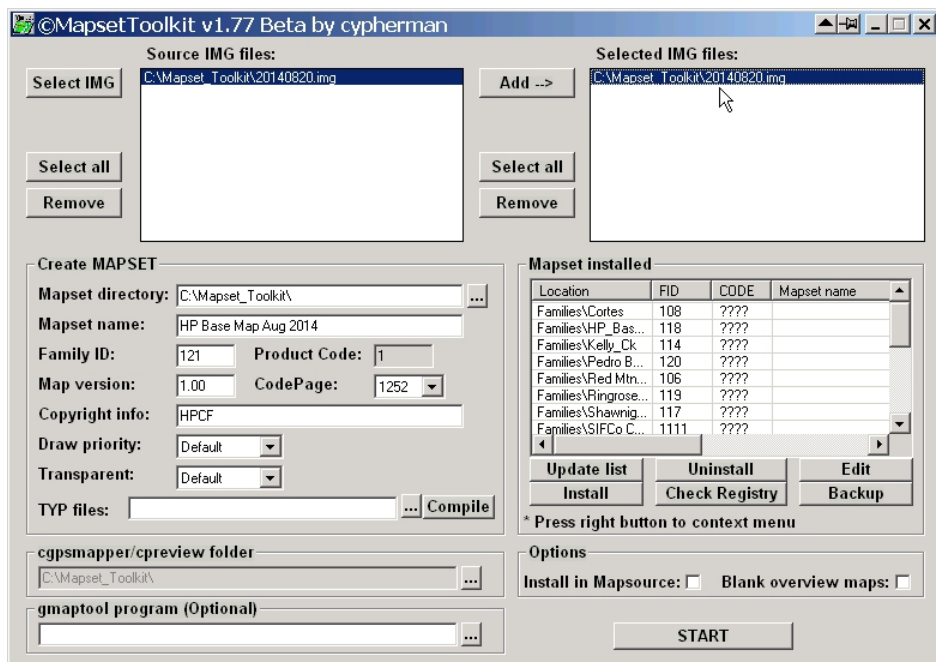 ©MapsetToolkit v1.77 Beta by cypherman
Source IMG files:
Selected IMG files:
Select IMG
C:\Mapset_Toolkit\20140820.img
Add -->
C:\Mapset_Toolkit\20140820.img
Select all
Select all
Remove
Remove
Create MAPSET
Mapset directory: C:\Mapset_Toolkit\ ...
Mapset name: HP Base Map Aug 2014
Family ID: 121 Product Code: 1
Map version: 1.00 CodePage: 1252
Copyright info: HPCF
Draw priority: Default
Transparent: Default
TYP files: ... Compile
Mapset installed
Location FID CODE Mapset name
Families\Cortes 108 ????
Families\HP_Bas... 118 ????
Families\Kelly_Ck 114 ????
Families\Pedro B... 120 ????
Families\Red Mtn... 106 ????
Families\Ringrose... 119 ????
Families\Shawnig... 117 ????
Families\SIFCo C... 1111 ????
Update list Uninstall Edit
Install Check Registry Backup
* Press right button to context menu
cgpsmapper/cpreview folder
C:\Mapset_Toolkit\ ...
Options
Install in Mapsource: Blank overview maps:
gmaptool program (Optional)
...
START